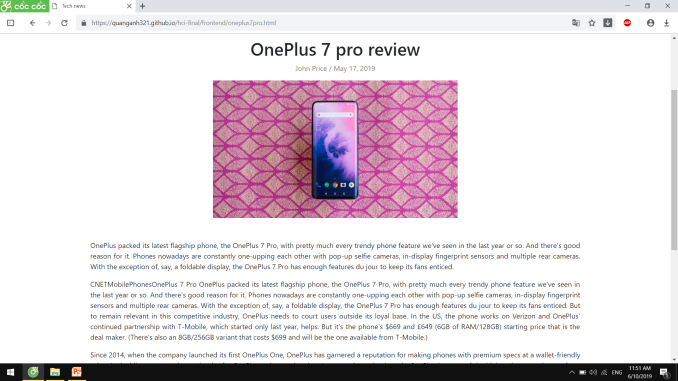 cốc cốc
Tech news
https://quanganh321.github.io/hci-final/frontend/oneplus7pro.html
OnePlus 7 pro review
John Price / May 17, 2019
OnePlus packed its latest flagship phone, the OnePlus 7 Pro, with pretty much every trendy phone feature we've seen in the last year or so. And there's good
reason for it. Phones nowadays are constantly one-upping each other with pop-up selfie cameras, in-display fingerprint sensors and multiple rear cameras.
With the exception of, say, a foldable display, the OnePlus 7 Pro has enough features du jour to keep its fans enticed.
CNETMobilePhonesOnePlus 7 Pro OnePlus packed its latest flagship phone, the OnePlus 7 Pro, with pretty much every trendy phone feature we've seen in
the last year or so. And there's good reason for it. Phones nowadays are constantly one-upping each other with pop-up selfie cameras, in-display fingerprint
sensors and multiple rear cameras. With the exception of, say, a foldable display, the OnePlus 7 Pro has enough features du jour to keep its fans enticed. But
to remain relevant in this competitive industry, OnePlus needs to court users outside its loyal base. In the US, the phone works on Verizon and OnePlus'
continued partnership with T-Mobile, which started only last year, helps. But it's the phone's $669 and £649 (6GB of RAM/128GB) starting price that is the
deal maker. (There's also an 8GB/256GB variant that costs $699 and will be the one available from T-Mobile.)
Since 2014, when the company launched its first OnePlus One, OnePlus has garnered a reputation for making phones with premium specs at a wallet-friendly
ENG
11:51 AM
6/10/2019